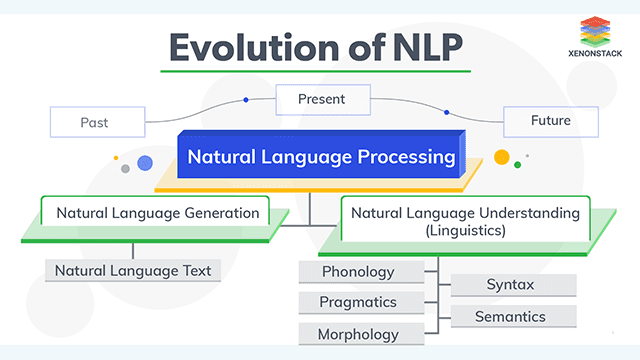 Evolution of NLP
XENONSTACK
Past
Present
Future
Natural Language Processing
Natural Language Generation
Natural Language Understanding
(Linguistics)
Natural Language Text
Phonology
Pragmatics
Morphology
Syntax
Semantics